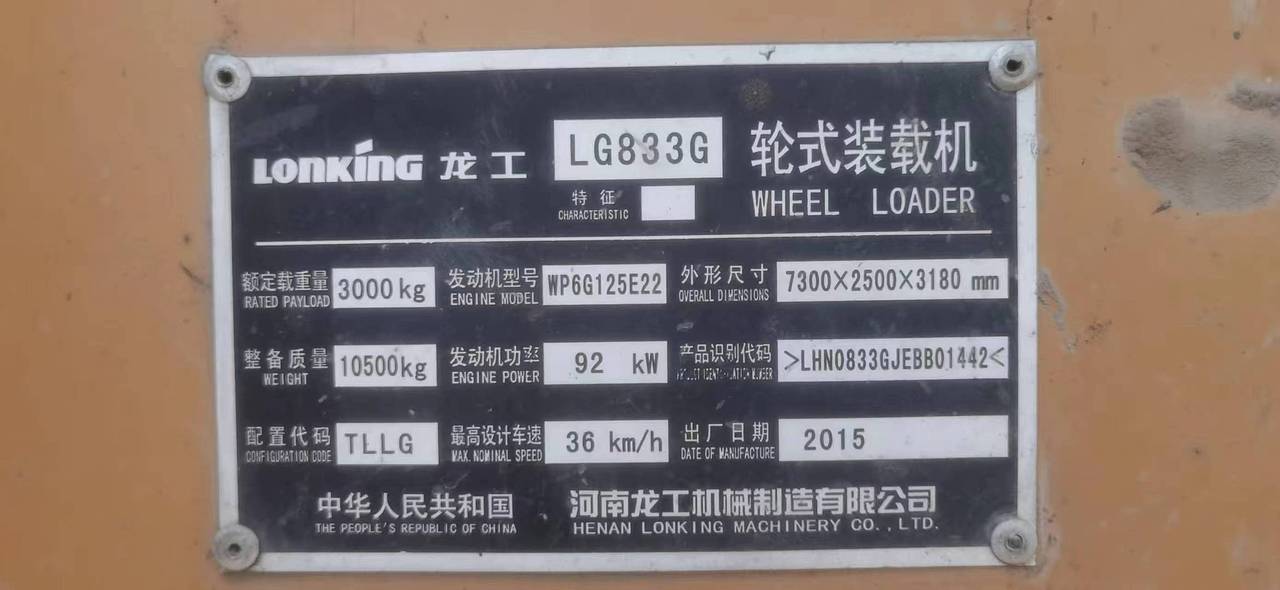 LONKING 龙工 LG833G 轮式装载机
特征
CHARACTERISTIC
WHEEL LOADER
额定载重量 3000kg 发动机型号 WP6G125E22 外形尺寸 7300×2500×3180 mm
RATED PAYLOAD ENGINE MODEL OVERALL DIMENSIONS
整备质量 10500kg 发动机功率 92 kW 产品识别代码 >LHN0833GJEBB01442<
WEIGHT ENGINE POWER PRODUCT IDENTIFICATION NUMBER
配置代码 TLLG 最高设计车速 36 km/h 出厂日期 2015
CONFIGURATION CODE MAX. NOMINAL SPEED DATE OF MANUFACTURE
中华人民共和国 河南龙工机械制造有限公司
THE PEOPLE'S REPUBLIC OF CHINA HENAN LONKING MACHINERY CO.,LTD.